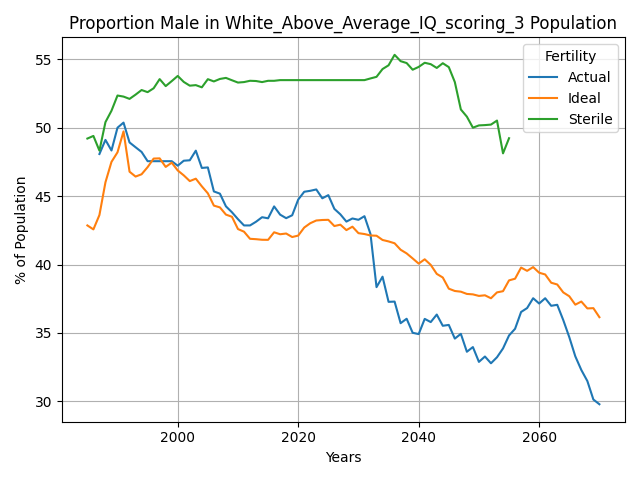 Proportion Male in White_Above_Average_IQ_scoring_3 Population
% of Population
55
50
45
40
35
30
2000
2020
2040
2060
Years
Fertility
Actual
Ideal
Sterile